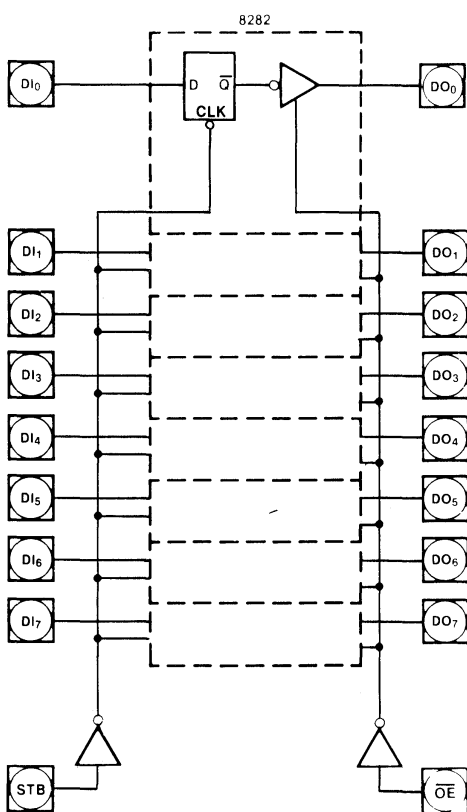 8282
DI₀ D Q̅ DO₀
CLK
DI₁ DO₁
DI₂ DO₂
DI₃ DO₃
DI₄ DO₄
DI₅ DO₅
DI₆ DO₆
DI₇ DO₇
STB O̅E̅